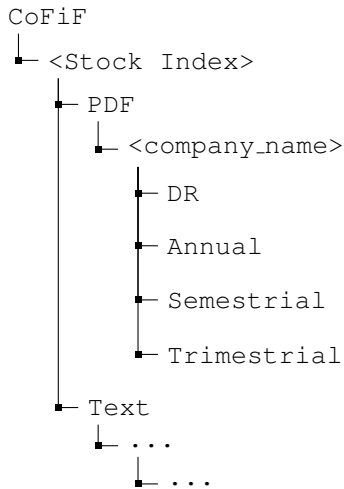 CoFiF
<Stock Index>
PDF
<company_name>
DR
Annual
Semestrial
Trimestrial
Text
...
...